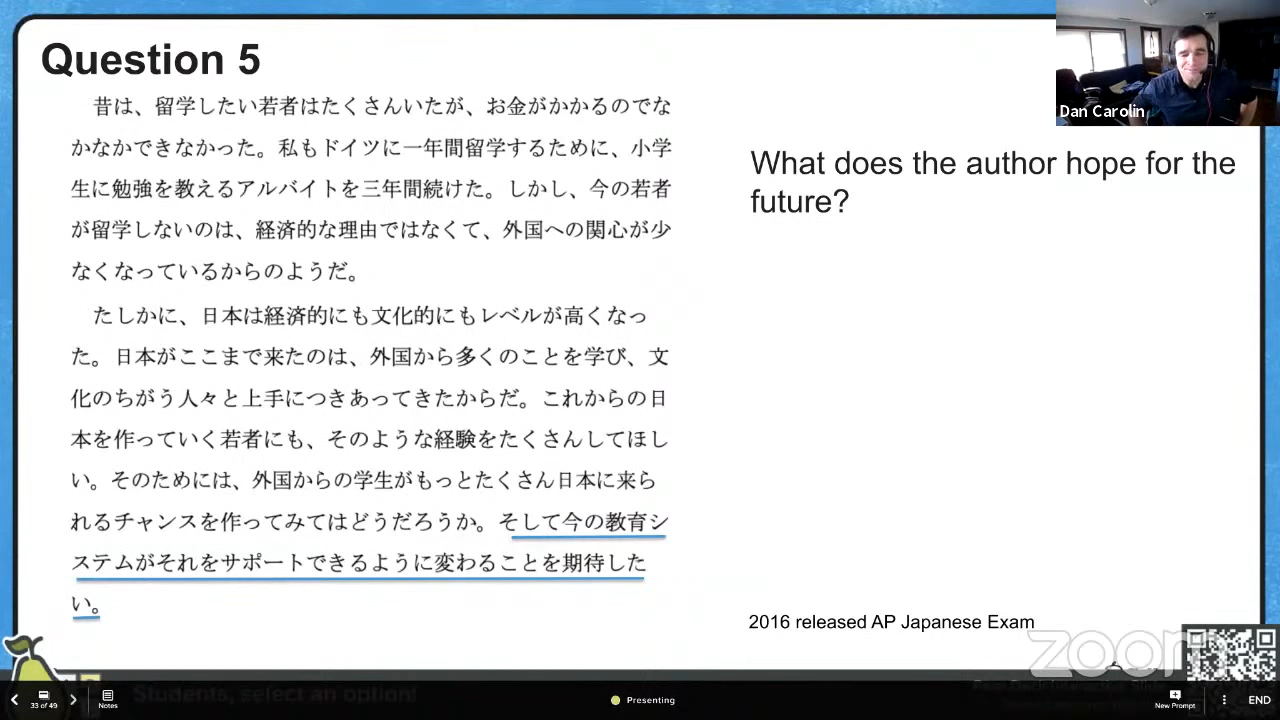 Question 5
昔は、留学したい若者はたくさんいたが、お金がかかるのでな
かなかできなかった。私もドイツに一年間留学するために、小学
生に勉強を教えるアルバイトを三年間続けた。しかし、今の若者
が留学しないのは、経済的な理由ではなくて、外国への関心が少
なくなっているからのようだ。
たしかに、日本は経済的にも文化的にもレベルが高くなっ
た。日本がここまで来たのは、外国から多くのことを学び、文
化のちがう人々と上手につきあってきたからだ。これからの日
本を作っていく若者にも、そのような経験をたくさんしてほし
い。そのためには、外国からの学生がもっとたくさん日本に来ら
れるチャンスを作ってみてはどうだろうか。そして今の教育シ
ステムがそれをサポートできるように変わることを期待した
い。
Dan Carolin
What does the author hope for the
future?
2016 released AP Japanese Exam
zoom
Students, select an option!
33 of 49
Notes
Presenting
New Prompt
END